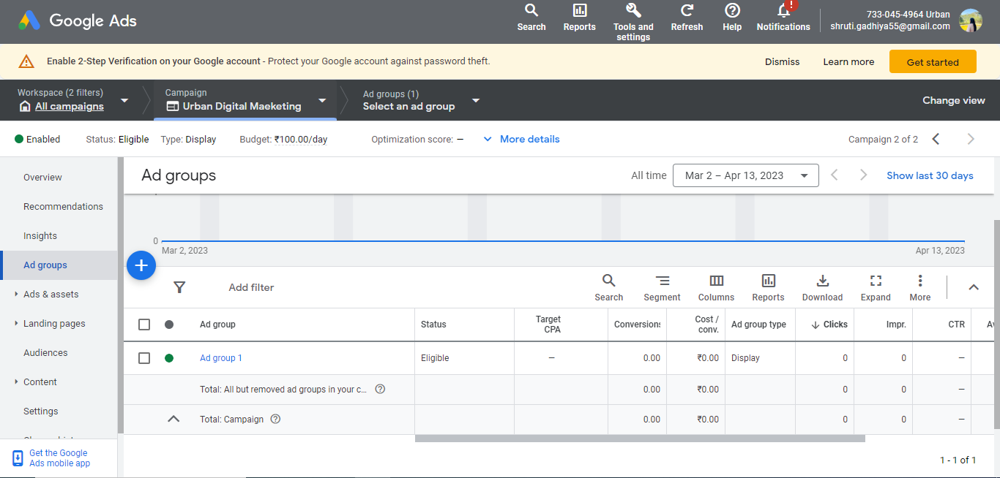 Google Ads
Search
Reports
Tools and
settings
Refresh
Help
!
Notifications
733-045-4964 Urban
shruti.gadhiya55@gmail.com
Enable 2-Step Verification on your Google account - Protect your Google account against password theft.
Dismiss
Learn more
Get started
Workspace (2 filters)
All campaigns
Campaign
Urban Digital Maeketing
Ad groups (1)
Select an ad group
Change view
Enabled
Status: Eligible
Type: Display
Budget: ₹100.00/day
Optimization score: –
More details
Campaign 2 of 2
Overview
Recommendations
Insights
Ad groups
Ads & assets
Landing pages
Audiences
Content
Settings
Get the Google
Ads mobile app
Ad groups
All time
Mar 2 – Apr 13, 2023
Show last 30 days
0
Mar 2, 2023
Apr 13, 2023
Add filter
Search
Segment
Columns
Reports
Download
Expand
More
Ad group
Status
Target
CPA
Conversions
Cost /
conv.
Ad group type
Clicks
Impr.
CTR
Av
Ad group 1
Eligible
–
0.00
₹0.00
Display
0
0
–
Total: All but removed ad groups in your c...
0.00
₹0.00
0
0
–
Total: Campaign
0.00
₹0.00
0
0
–
1 - 1 of 1